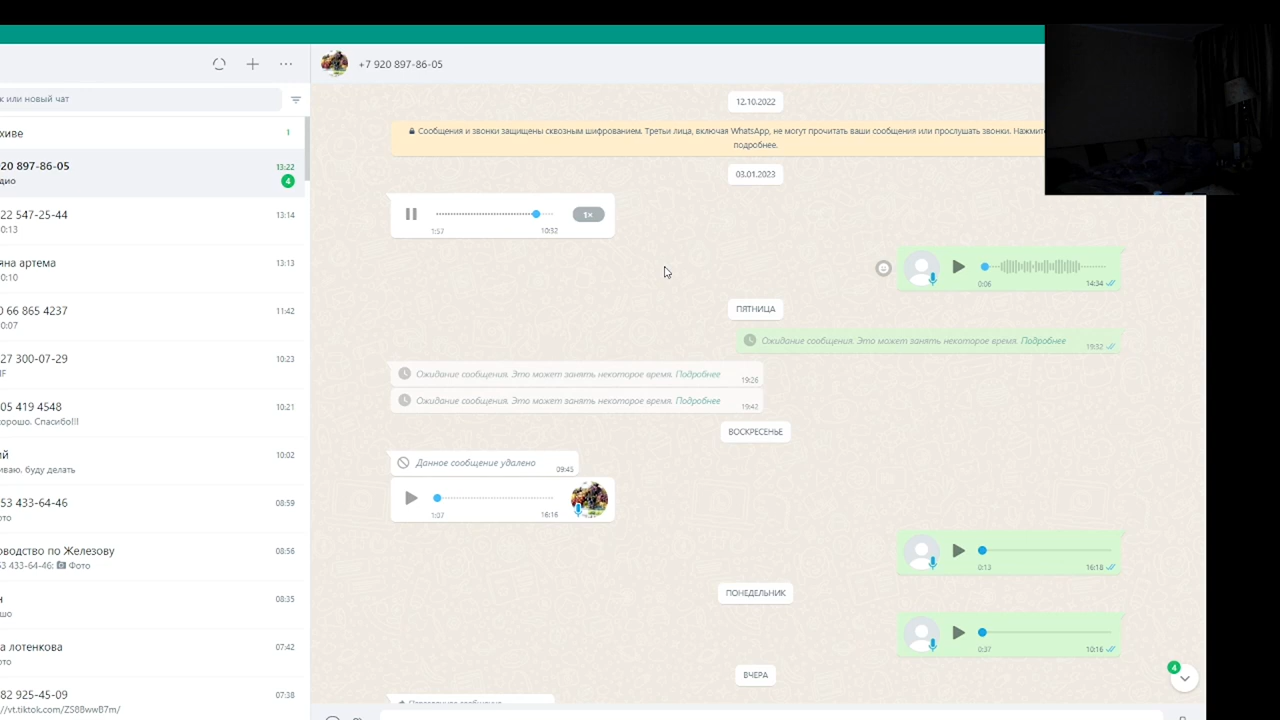 +7 920 897-86-05
к или новый чат
хиве
1
920 897-86-05
13:22
дио
4
22 547-25-44
13:14
0:13
яна артема
13:13
0:10
0 66 865 4237
11:42
0:07
27 300-07-29
10:23
IF
05 419 4548
10:21
хорошо. Спасибо!!!
ий
10:02
иваю, буду делать
53 433-64-46
08:59
ото
оводство по Железову
08:56
53 433-64-46: Фото
н
08:35
шо
а лотенкова
07:42
ото
82 925-45-09
07:38
//vt.tiktok.com/ZS8BwwB7m/
12.10.2022
Сообщения и звонки защищены сквозным шифрованием. Третьи лица, включая WhatsApp, не могут прочитать ваши сообщения или прослушать звонки. Нажмит
подробнее.
03.01.2023
1×
1:57
10:32
0:06
14:34
ПЯТНИЦА
Ожидание сообщения. Это может занять некоторое время. Подробнее
19:32
Ожидание сообщения. Это может занять некоторое время. Подробнее
19:26
Ожидание сообщения. Это может занять некоторое время. Подробнее
19:42
ВОСКРЕСЕНЬЕ
Данное сообщение удалено
09:45
1:07
16:16
0:13
16:18
ПОНЕДЕЛЬНИК
0:37
10:16
ВЧЕРА
4